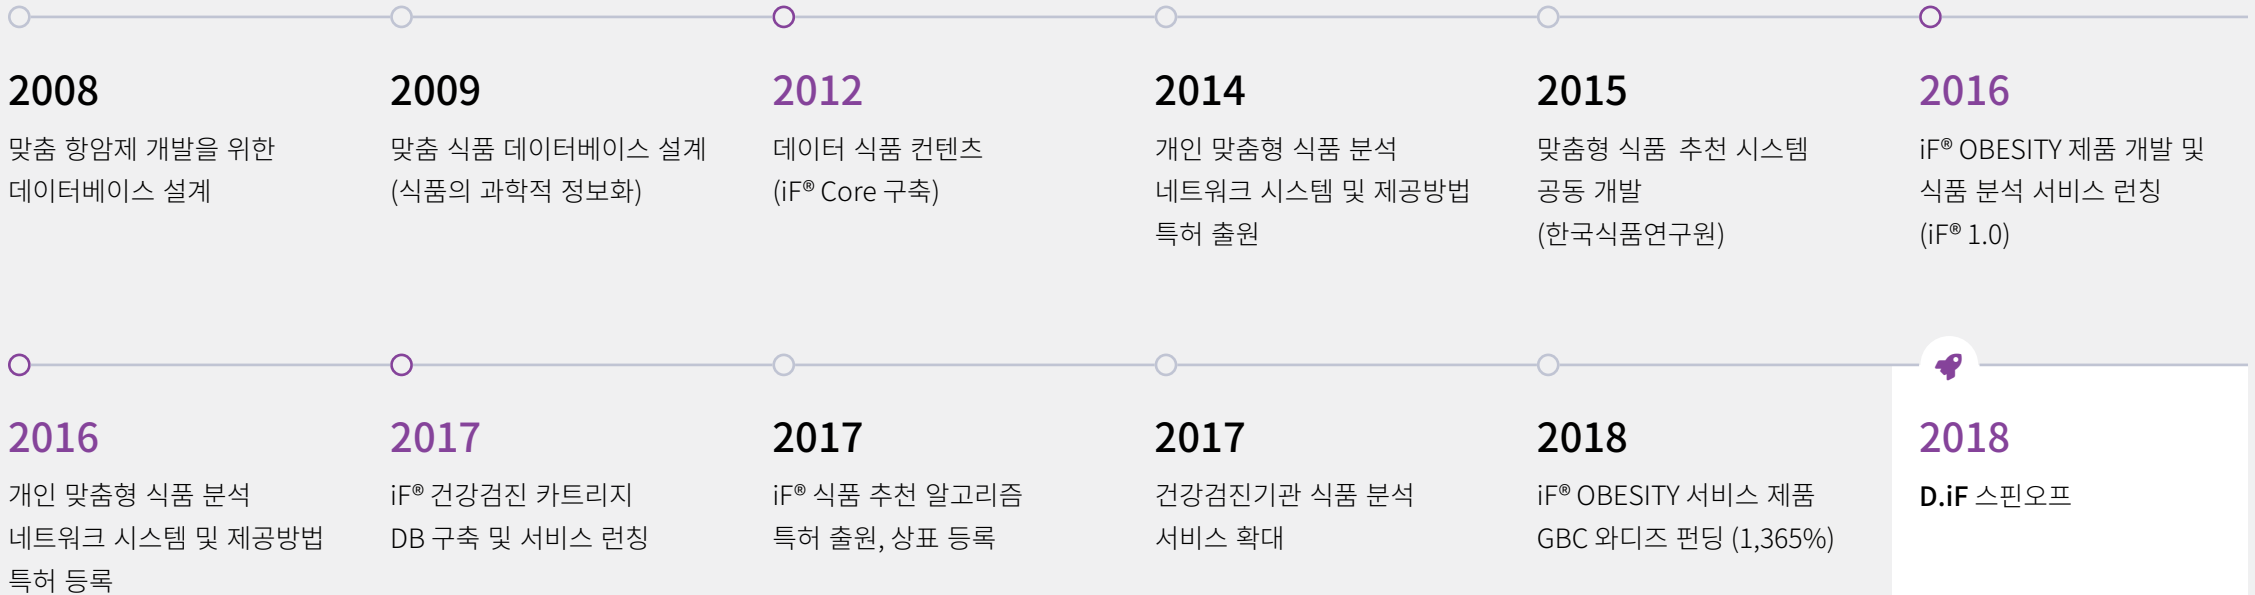 2008
맞춤 항암제 개발을 위한
데이터베이스 설계
2009
맞춤 식품 데이터베이스 설계
(식품의 과학적 정보화)
2012
데이터 식품 컨텐츠
(iF® Core 구축)
2014
개인 맞춤형 식품 분석
네트워크 시스템 및 제공방법
특허 출원
2015
맞춤형 식품 추천 시스템
공동 개발
(한국식품연구원)
2016
iF® OBESITY 제품 개발 및
식품 분석 서비스 런칭
(iF® 1.0)
2016
개인 맞춤형 식품 분석
네트워크 시스템 및 제공방법
특허 등록
2017
iF® 건강검진 카트리지
DB 구축 및 서비스 런칭
2017
iF® 식품 추천 알고리즘
특허 출원, 상표 등록
2017
건강검진기관 식품 분석
서비스 확대
2018
iF® OBESITY 서비스 제품
GBC 와디즈 펀딩 (1,365%)
2018
D.iF 스핀오프